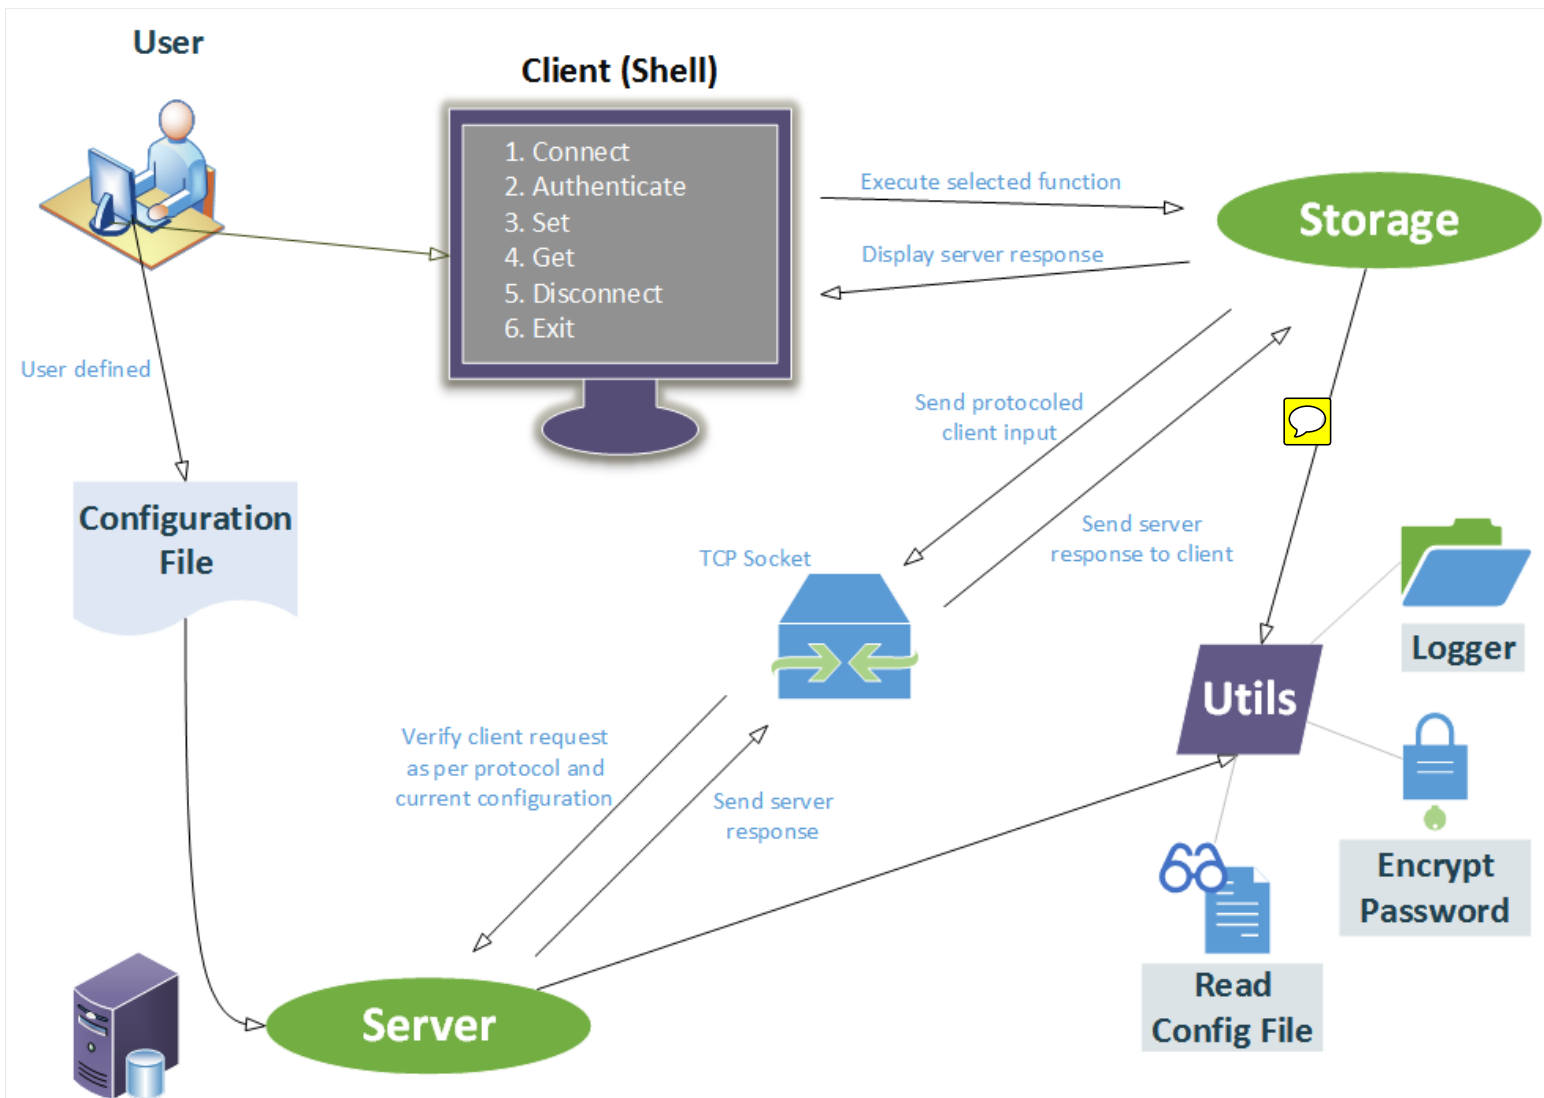 User
Client (Shell)
1. Connect
2. Authenticate
3. Set
4. Get
5. Disconnect
6. Exit
Execute selected function
Storage
Display server response
User defined
Send protocoled
client input
Configuration
File
Send server
response to client
TCP Socket
Logger
Utils
Verify client request
as per protocol and
current configuration
Send server
response
Encrypt
Password
Read
Config File
Server